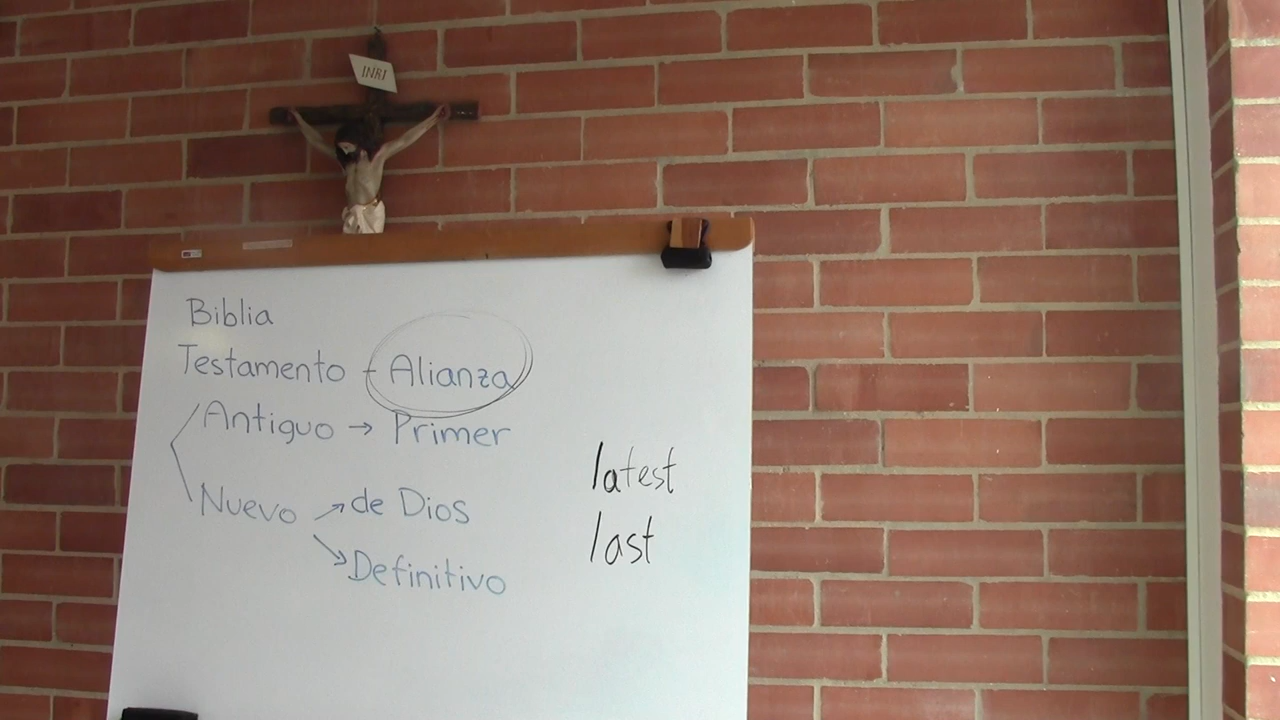 INRI
Biblia
Testamento - Alianza
Antiguo → Primer
Nuevo → de Dios
→ Definitivo
latest
last